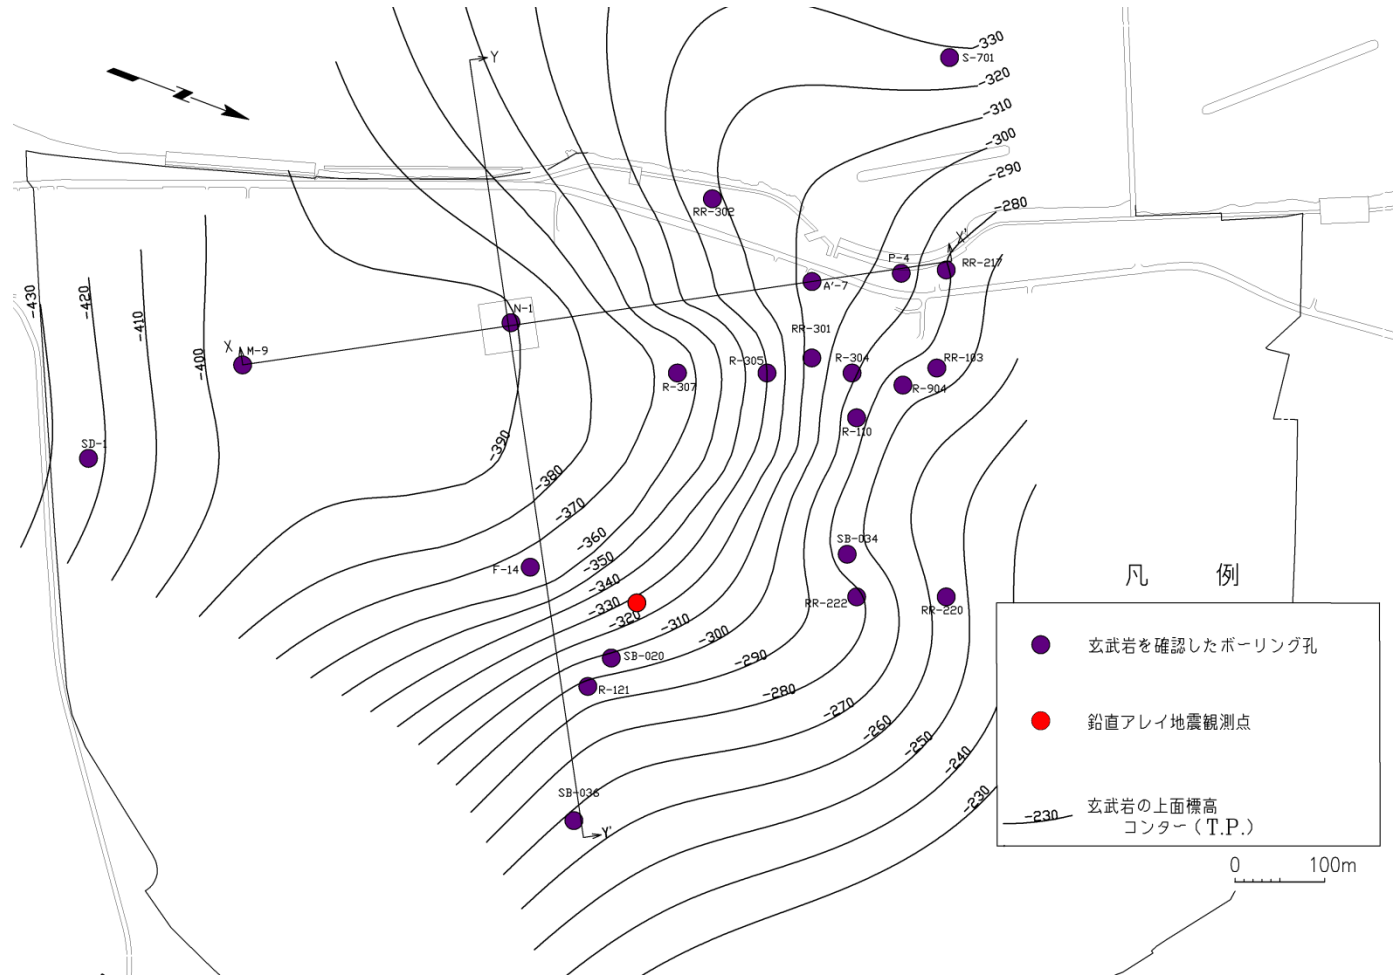 -330
S-701
-320
Y
-310
-300
-290
-280
RR-302
X'
P-4
RR-217
A'-7
N-1
-430
-420
-410
-400
X
M-9
RR-301
R-305
R-304
RR-103
R-307
R-904
R-110
SD-1
-390
-380
-370
-360
-350
-340
-330
-320
-310
-300
-290
-280
-270
-260
-250
-240
-230
F-14
SB-034
RR-222
RR-220
SB-020
R-121
SB-036
Y'
凡 例
玄武岩を確認したボーリング孔
鉛直アレイ地震観測点
-230
玄武岩の上面標高
コンター(T.P.)
0 100m